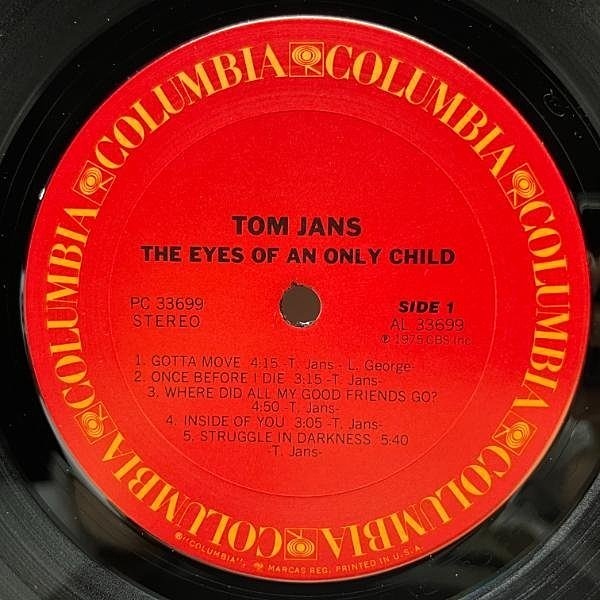 COLUMBIA COLUMBIA COLUMBIA COLUMBIA COLUMBIA COLUMBIA
TOM JANS
THE EYES OF AN ONLY CHILD
PC 33699
STEREO
SIDE 1
AL 33699
Ⓟ 1975 CBS Inc.
1. GOTTA MOVE 4:15 -T. Jans - L. George-
2. ONCE BEFORE I DIE 3:15 -T. Jans-
3. WHERE DID ALL MY GOOD FRIENDS GO?
4:50 -T. Jans-
4. INSIDE OF YOU 3:05 -T. Jans-
5. STRUGGLE IN DARKNESS 5:40
-T. Jans-
®"COLUMBIA", MARCAS REG. PRINTED IN U.S.A.